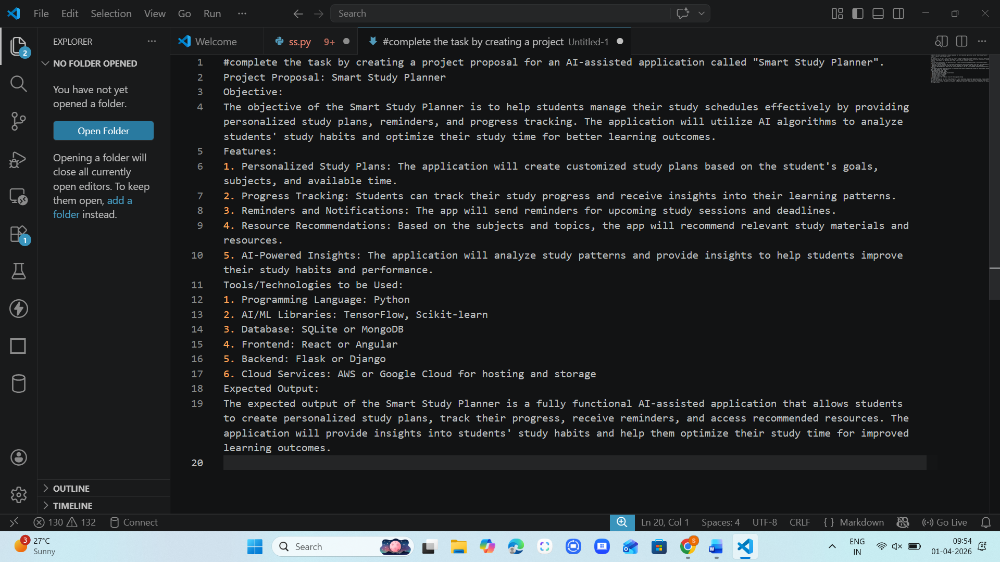 File Edit Selection View Go Run ··· Search
EXPLORER ···
Welcome ss.py 9+ #complete the task by creating a project Untitled-1 ···
NO FOLDER OPENED
You have not yet
opened a folder.
Open Folder
Opening a folder will
close all currently
open editors. To keep
them open, add a
folder instead.
OUTLINE
TIMELINE
2
1
1 #complete the task by creating a project proposal for an AI-assisted application called "Smart Study Planner".
2 Project Proposal: Smart Study Planner
3 Objective:
4 The objective of the Smart Study Planner is to help students manage their study schedules effectively by providing
personalized study plans, reminders, and progress tracking. The application will utilize AI algorithms to analyze
students' study habits and optimize their study time for better learning outcomes.
5 Features:
6 1. Personalized Study Plans: The application will create customized study plans based on the student's goals,
subjects, and available time.
7 2. Progress Tracking: Students can track their study progress and receive insights into their learning patterns.
8 3. Reminders and Notifications: The app will send reminders for upcoming study sessions and deadlines.
9 4. Resource Recommendations: Based on the subjects and topics, the app will recommend relevant study materials and
resources.
10 5. AI-Powered Insights: The application will analyze study patterns and provide insights to help students improve
their study habits and performance.
11 Tools/Technologies to be Used:
12 1. Programming Language: Python
13 2. AI/ML Libraries: TensorFlow, Scikit-learn
14 3. Database: SQLite or MongoDB
15 4. Frontend: React or Angular
16 5. Backend: Flask or Django
17 6. Cloud Services: AWS or Google Cloud for hosting and storage
18 Expected Output:
19 The expected output of the Smart Study Planner is a fully functional AI-assisted application that allows students
to create personalized study plans, track their progress, receive reminders, and access recommended resources. The
application will provide insights into students' study habits and help them optimize their study time for improved
learning outcomes.
20
130 132 Connect Ln 20, Col 1 Spaces: 4 UTF-8 CRLF { } Markdown Go Live
3 27°C
Sunny
Search
S
W
ENG
IN
09:54
01-04-2026